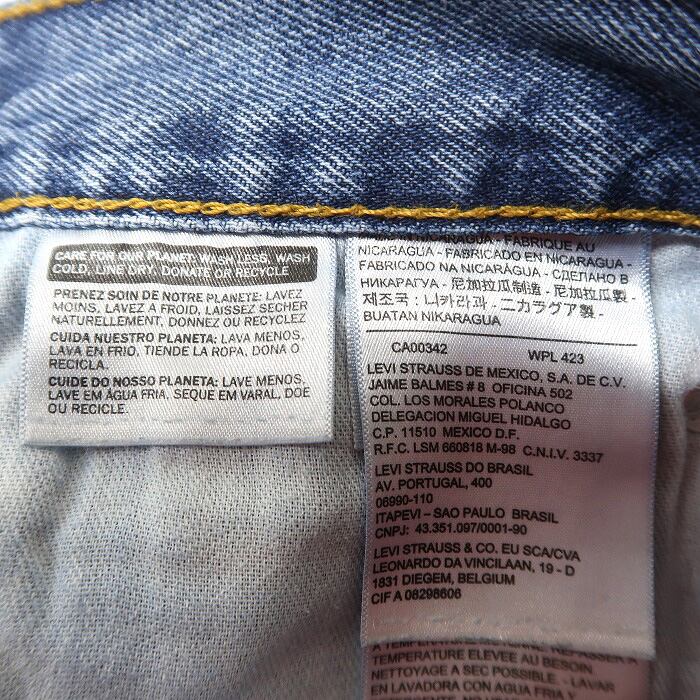 CARE FOR OUR PLANET: WASH LESS, WASH
COLD, LINE DRY, DONATE OR RECYCLE
PRENEZ SOIN DE NOTRE PLANETE: LAVEZ
MOINS, LAVEZ A FROID, LAISSEZ SECHER
NATURELLEMENT, DONNEZ OU RECYCLEZ
CUIDA NUESTRO PLANETA: LAVA MENOS,
LAVA EN FRIO, TIENDE LA ROPA, DONA O
RECICLA.
CUIDE DO NOSSO PLANETA: LAVE MENOS,
LAVE EM ÁGUA FRIA, SEQUE EM VARAL, DOE
OU RECICLE.
NICARAGUA - FABRIQUE AU
NICARAGUA - FABRICADO EN NICARAGUA -
FABRICADO NA NICARÁGUA - СДЕЛАНО В
НИКАРАГУА - 尼加拉瓜制造 - 尼加拉瓜製 -
제조국 : 니카라과 - ニカラグア製 -
BUATAN NIKARAGUA
CA00342 WPL 423
LEVI STRAUSS DE MEXICO, S.A. DE C.V.
JAIME BALMES # 8 OFICINA 502
COL. LOS MORALES POLANCO
DELEGACION MIGUEL HIDALGO
C.P. 11510 MEXICO D.F.
R.F.C. LSM 660818 M-98 C.N.I.V. 3337
LEVI STRAUSS DO BRASIL
AV. PORTUGAL, 400
06990-110
ITAPEVI – SAO PAULO BRASIL
CNPJ: 43.351.097/0001-90
LEVI STRAUSS & CO. EU SCA/CVA
LEONARDO DA VINCILAAN, 19 - D
1831 DIEGEM, BELGIUM
CIF A 08298606
A TEMPERATURE
TEMPERATURE ELEVEE AU BESOIN
NETTOYAGE A SEC POSSIBLE - LAVAR
EN LAVADORA CON AGUA FRIA